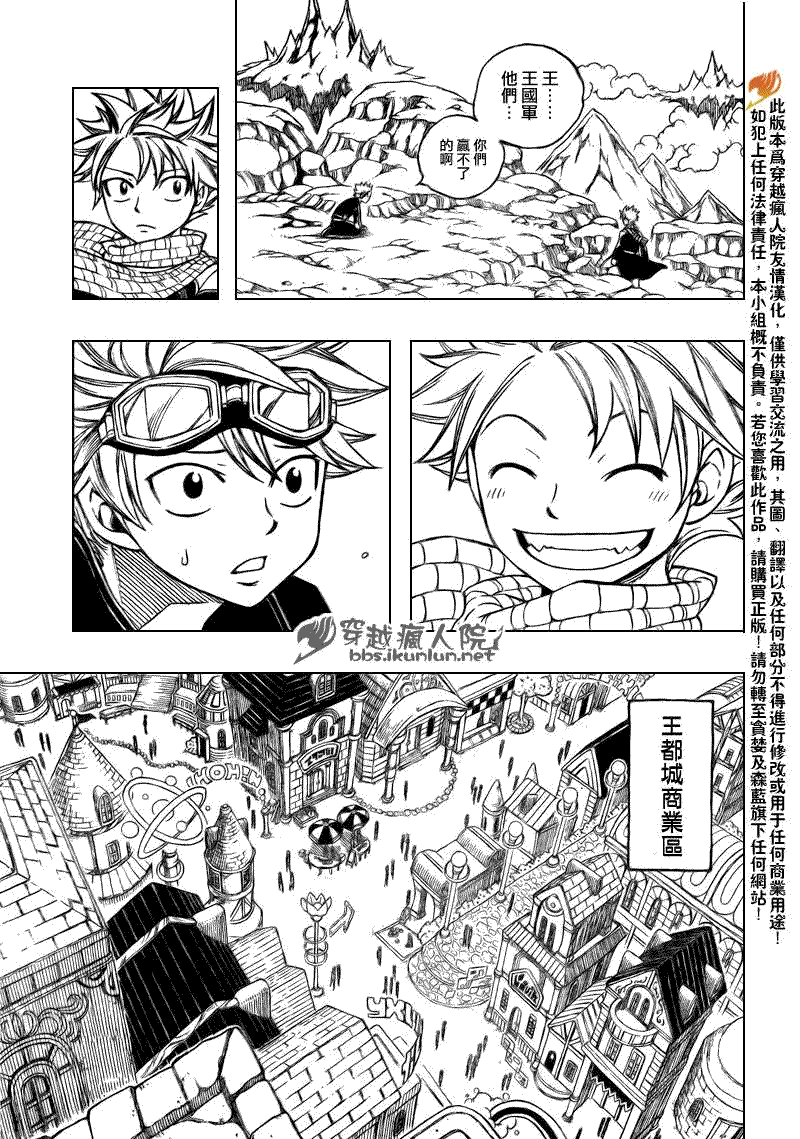 王……
王國軍
他們…
你們
贏不了
的啊
王都城商業區
穿越瘋人院
bbs.ikunlun.net
YXU
此版本爲穿越瘋人院友情漢化，僅供學習交流之用，其圖、翻譯以及任何部分不得進行修改或用于任何商業用途！
如犯上任何法律責任，本小組概不負責。若您喜歡此作品，請購買正版！請勿轉至貪婪及森藍旗下任何網站！